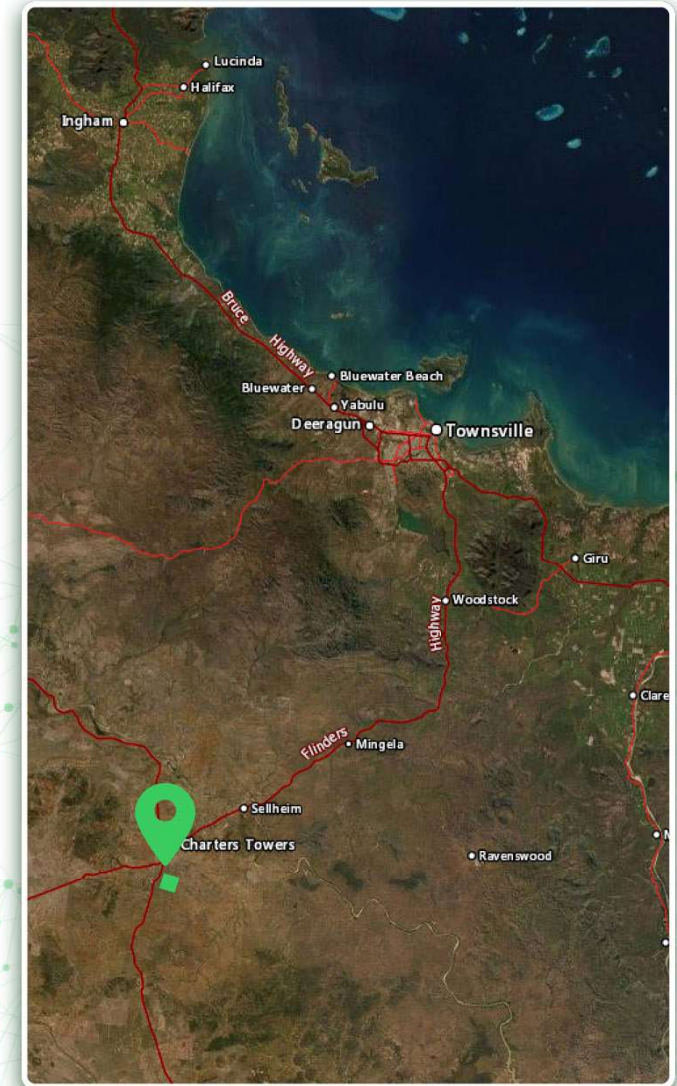 Lucinda
Halifax
Ingham
Bruce
Highway
Bluewater Beach
Bluewater
Yabulu
Deeragun
Townsville
Giru
Woodstock
Highway
Clare
Flinders
Mingela
Sellheim
Charters Towers
Ravenswood